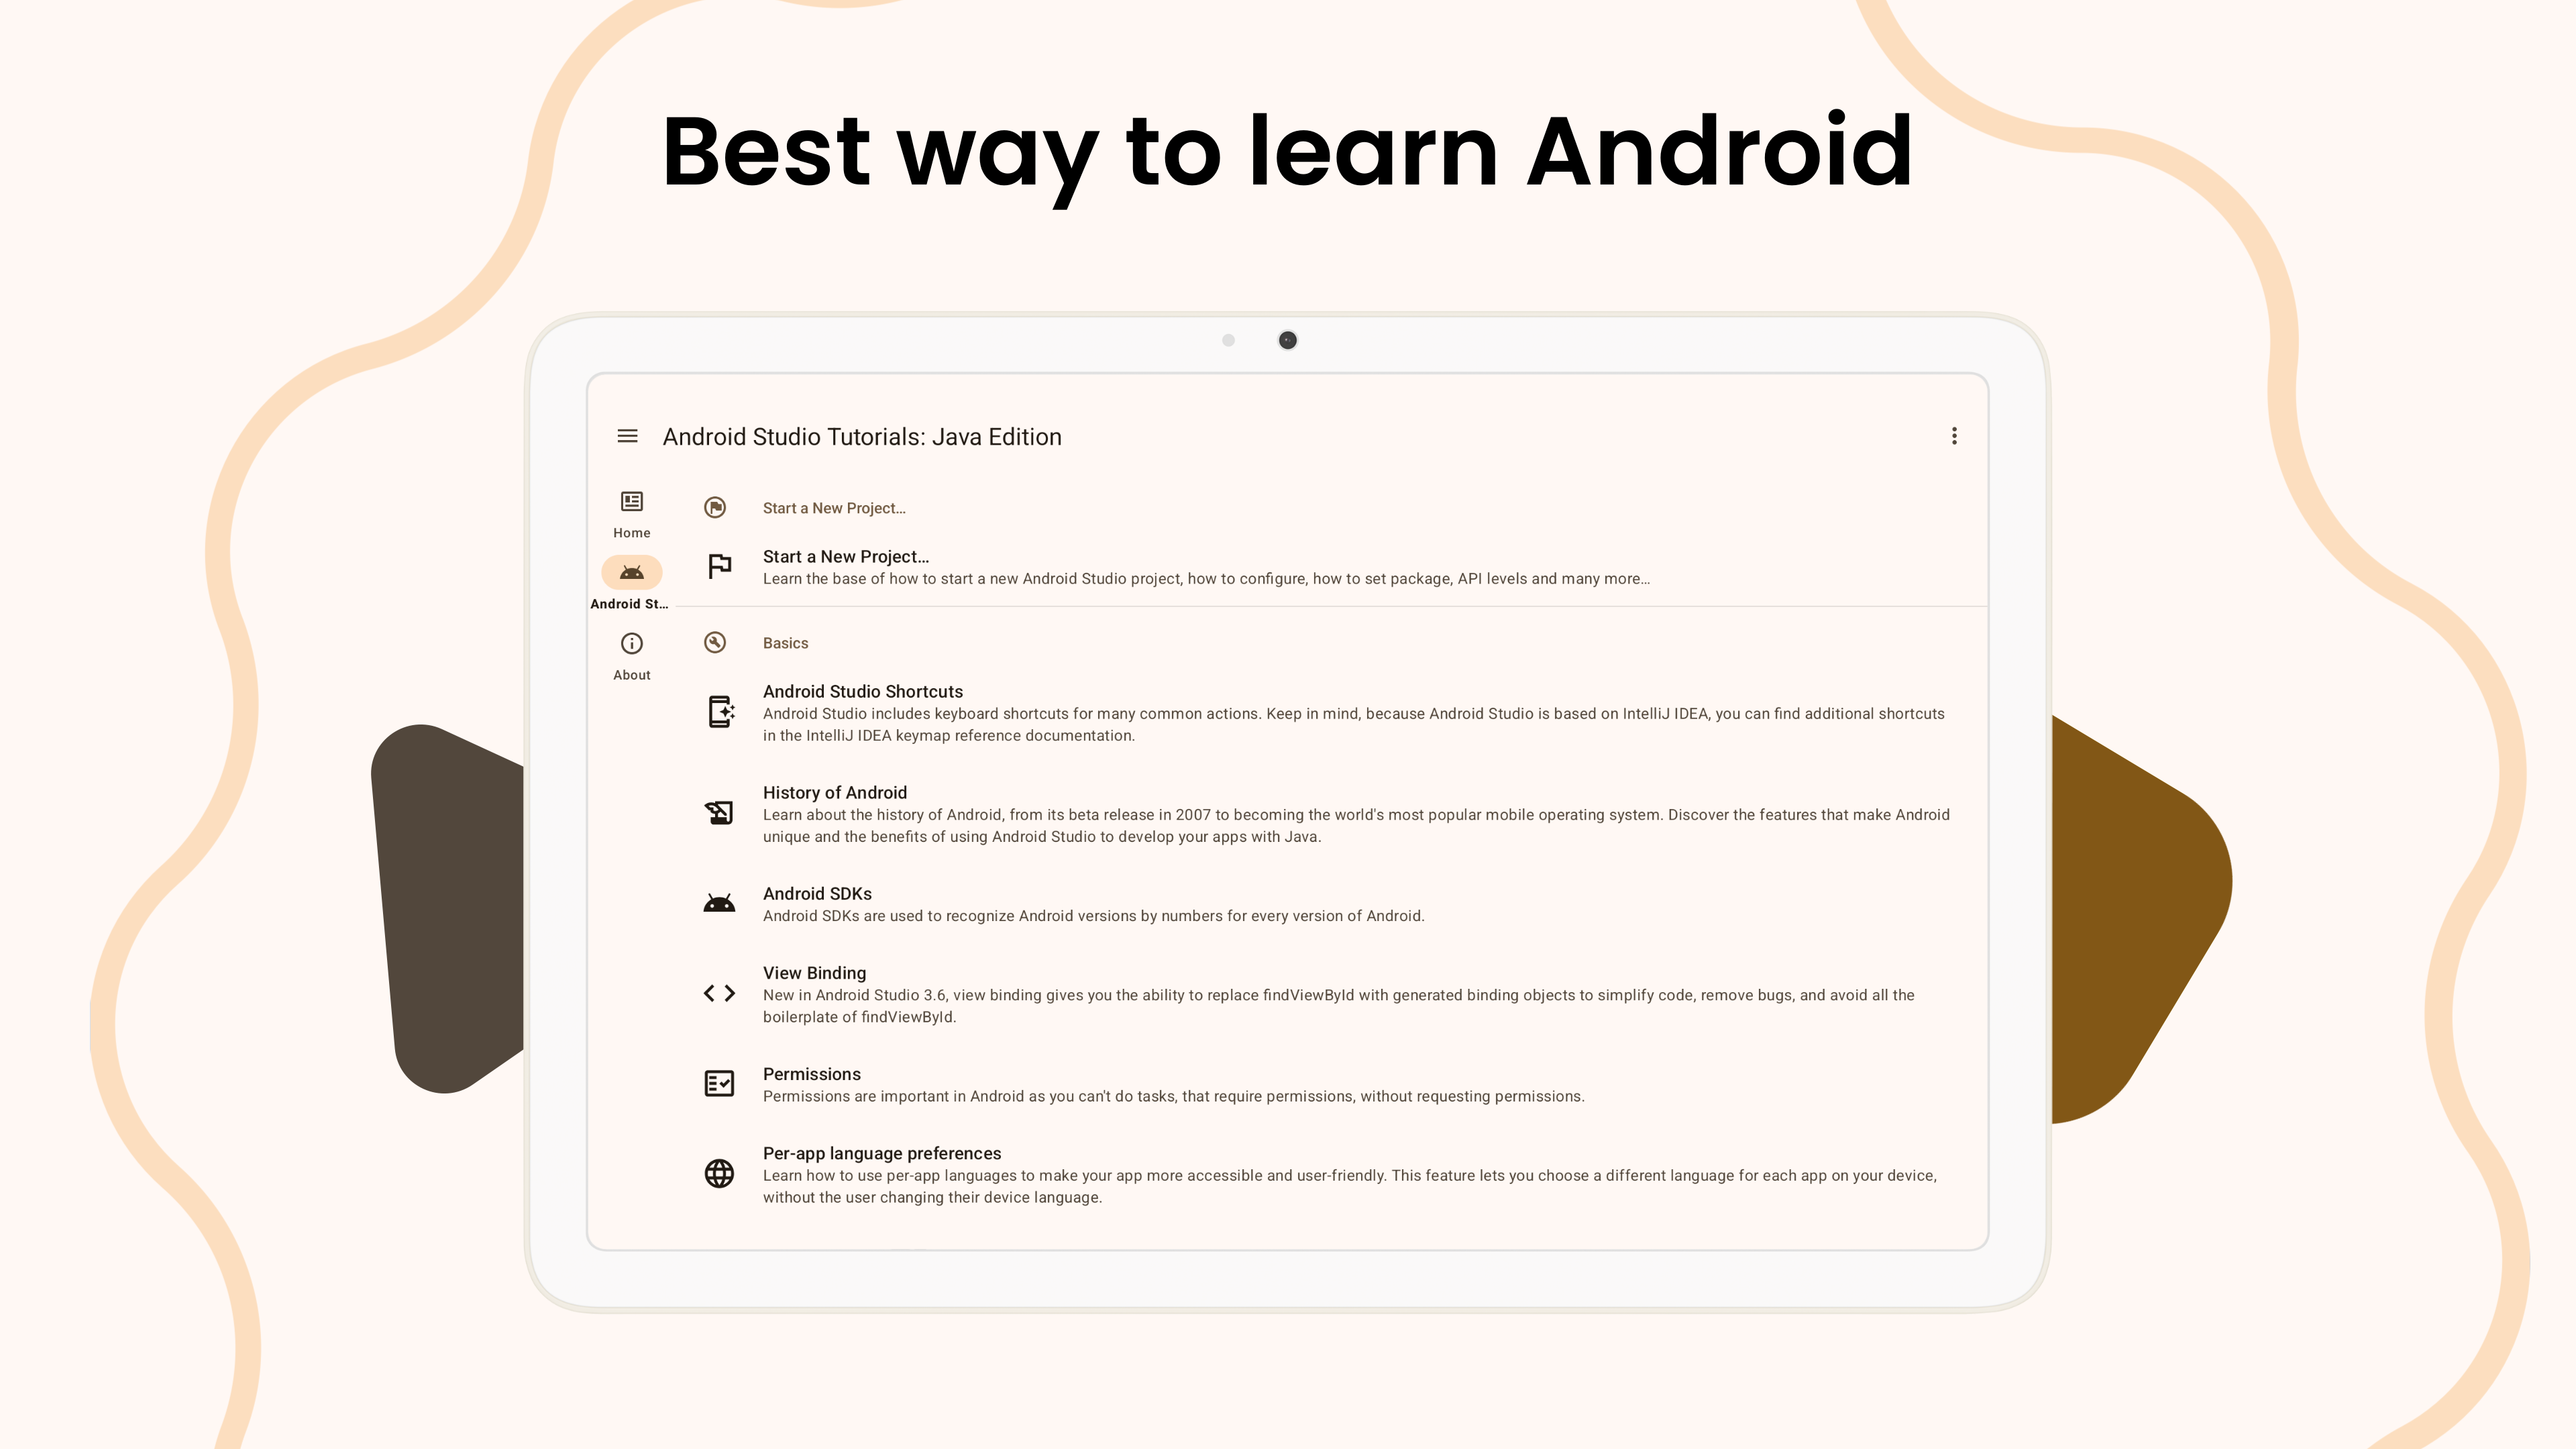 Best way to learn Android
Android Studio Tutorials: Java Edition
Home
Android St…
About
Start a New Project…
Start a New Project…
Learn the base of how to start a new Android Studio project, how to configure, how to set package, API levels and many more…
Basics
Android Studio Shortcuts
Android Studio includes keyboard shortcuts for many common actions. Keep in mind, because Android Studio is based on IntelliJ IDEA, you can find additional shortcuts
in the IntelliJ IDEA keymap reference documentation.
History of Android
Learn about the history of Android, from its beta release in 2007 to becoming the world's most popular mobile operating system. Discover the features that make Android
unique and the benefits of using Android Studio to develop your apps with Java.
Android SDKs
Android SDKs are used to recognize Android versions by numbers for every version of Android.
View Binding
New in Android Studio 3.6, view binding gives you the ability to replace findViewById with generated binding objects to simplify code, remove bugs, and avoid all the
boilerplate of findViewById.
Permissions
Permissions are important in Android as you can't do tasks, that require permissions, without requesting permissions.
Per-app language preferences
Learn how to use per-app languages to make your app more accessible and user-friendly. This feature lets you choose a different language for each app on your device,
without the user changing their device language.